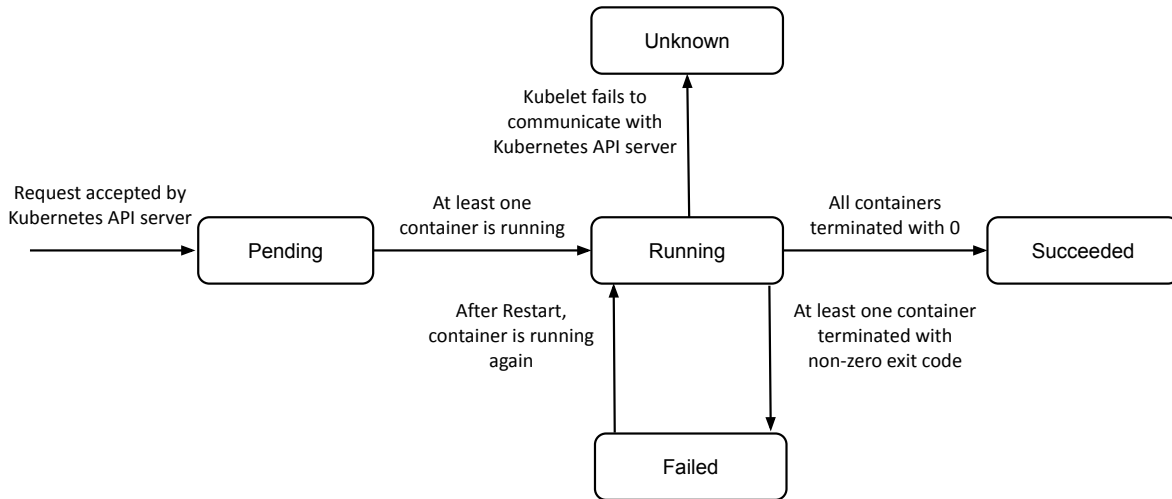 Unknown
Kubelet fails to
communicate with
Kubernetes API server
Request accepted by
Kubernetes API server
At least one
container is running
All containers
terminated with 0
Pending
Running
Succeeded
After Restart,
container is running
again
At least one container
terminated with
non-zero exit code
Failed